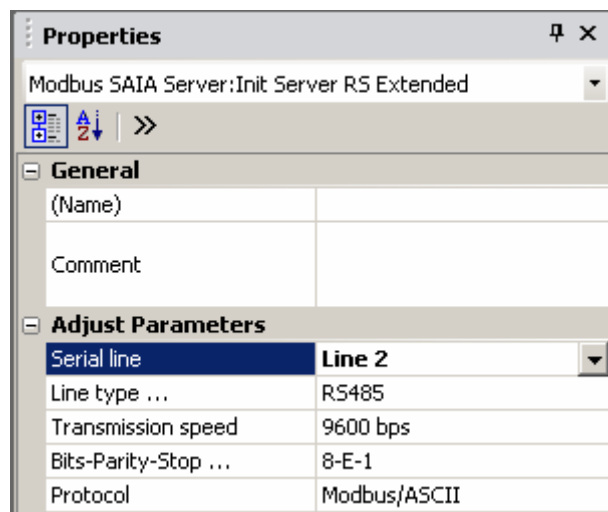 Properties
Modbus SAIA Server:Init Server RS Extended
General
(Name)
Comment
Adjust Parameters
Serial line Line 2
Line type ... RS485
Transmission speed 9600 bps
Bits-Parity-Stop ... 8-E-1
Protocol Modbus/ASCII